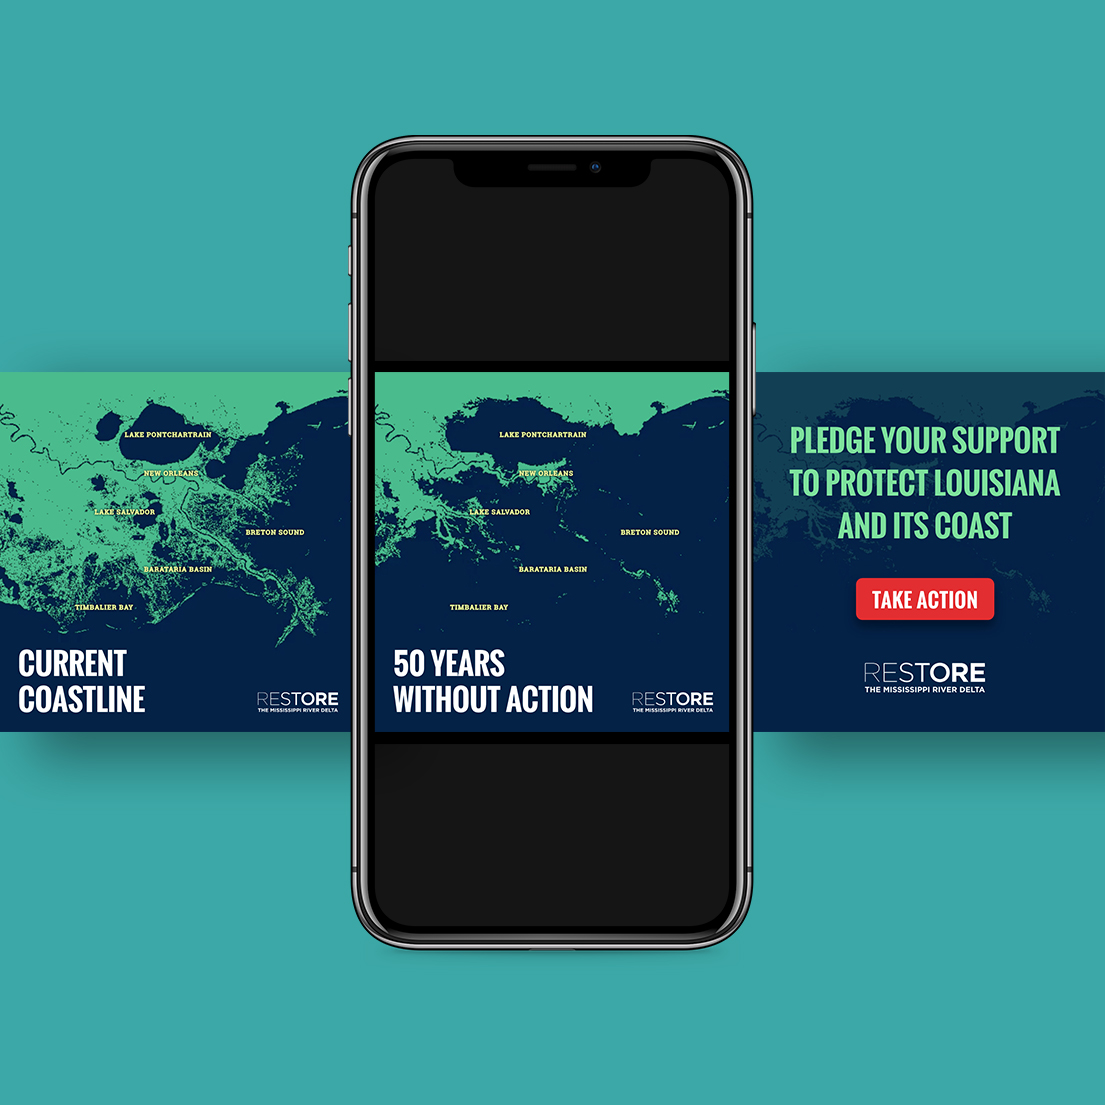 LAKE PONTCHARTRAIN
NEW ORLEANS
LAKE SALVADOR
BRETON SOUND
BARATARIA BASIN
TIMBALIER BAY
CURRENT
COASTLINE
RESTORE
THE MISSISSIPPI RIVER DELTA
LAKE PONTCHARTRAIN
NEW ORLEANS
LAKE SALVADOR
BRETON SOUND
BARATARIA BASIN
TIMBALIER BAY
50 YEARS
WITHOUT ACTION
RESTORE
THE MISSISSIPPI RIVER DELTA
PLEDGE YOUR SUPPORT
TO PROTECT LOUISIANA
AND ITS COAST
TAKE ACTION
RESTORE
THE MISSISSIPPI RIVER DELTA